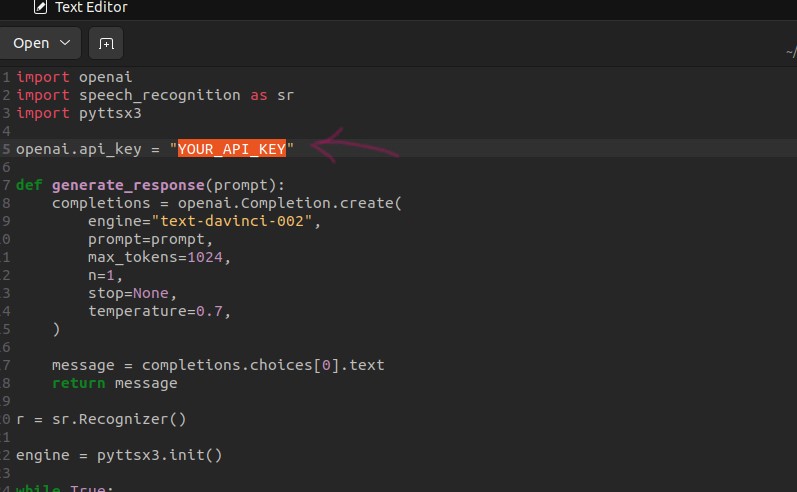 Text Editor
Open
~/
1 import openai
2 import speech_recognition as sr
3 import pyttsx3
4
5 openai.api_key = "YOUR_API_KEY"
6
7 def generate_response(prompt):
8     completions = openai.Completion.create(
9         engine="text-davinci-002",
0         prompt=prompt,
1         max_tokens=1024,
2         n=1,
3         stop=None,
4         temperature=0.7,
5     )
6
7     message = completions.choices[0].text
8     return message
9
0 r = sr.Recognizer()
1
2 engine = pyttsx3.init()
3
4 while True: